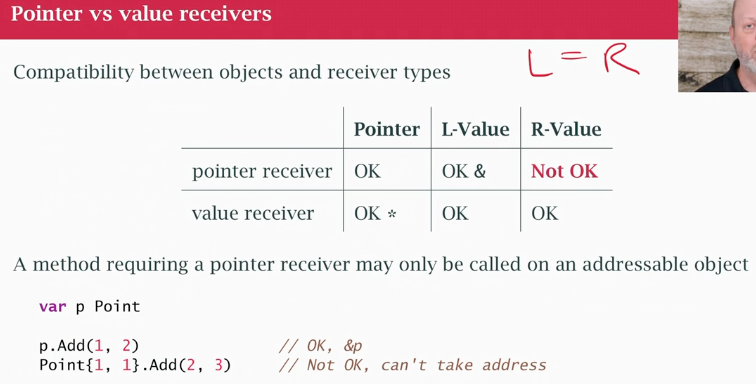 Pointer vs value receivers
L = R
Compatibility between objects and receiver types
Pointer L-Value R-Value
pointer receiver OK OK & Not OK
value receiver OK * OK OK
A method requiring a pointer receiver may only be called on an addressable object
var p Point
p.Add(1, 2) // OK, &p
Point{1, 1}.Add(2, 3) // Not OK, can't take address